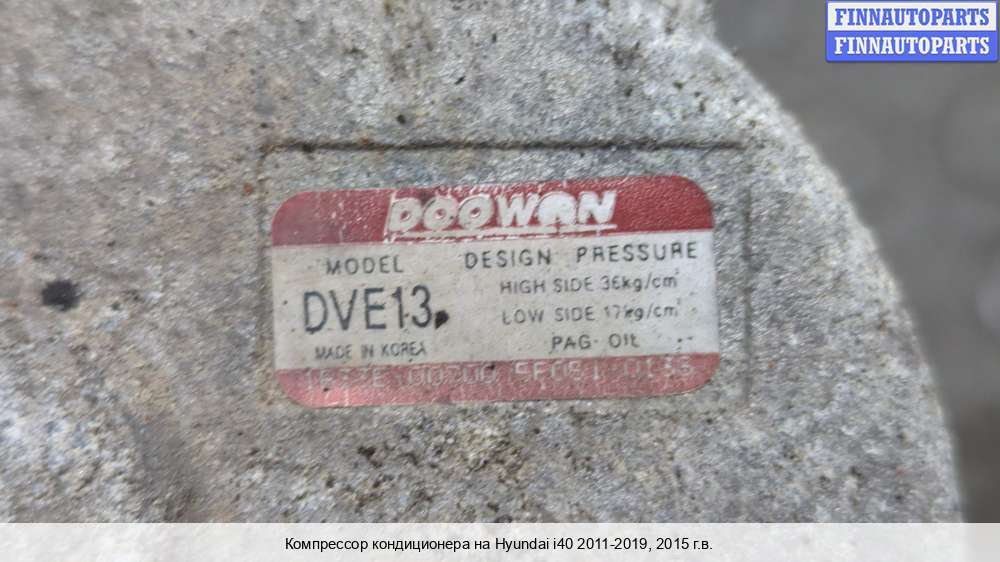 FINNAUTOPARTS
FINNAUTOPARTS
DOOWON
MODEL DESIGN PRESSURE
DVE13 HIGH SIDE 36kg/cm²
LOW SIDE 17kg/cm²
MADE IN KOREA PAG OIL
Компрессор кондиционера на Hyundai i40 2011-2019, 2015 г.в.